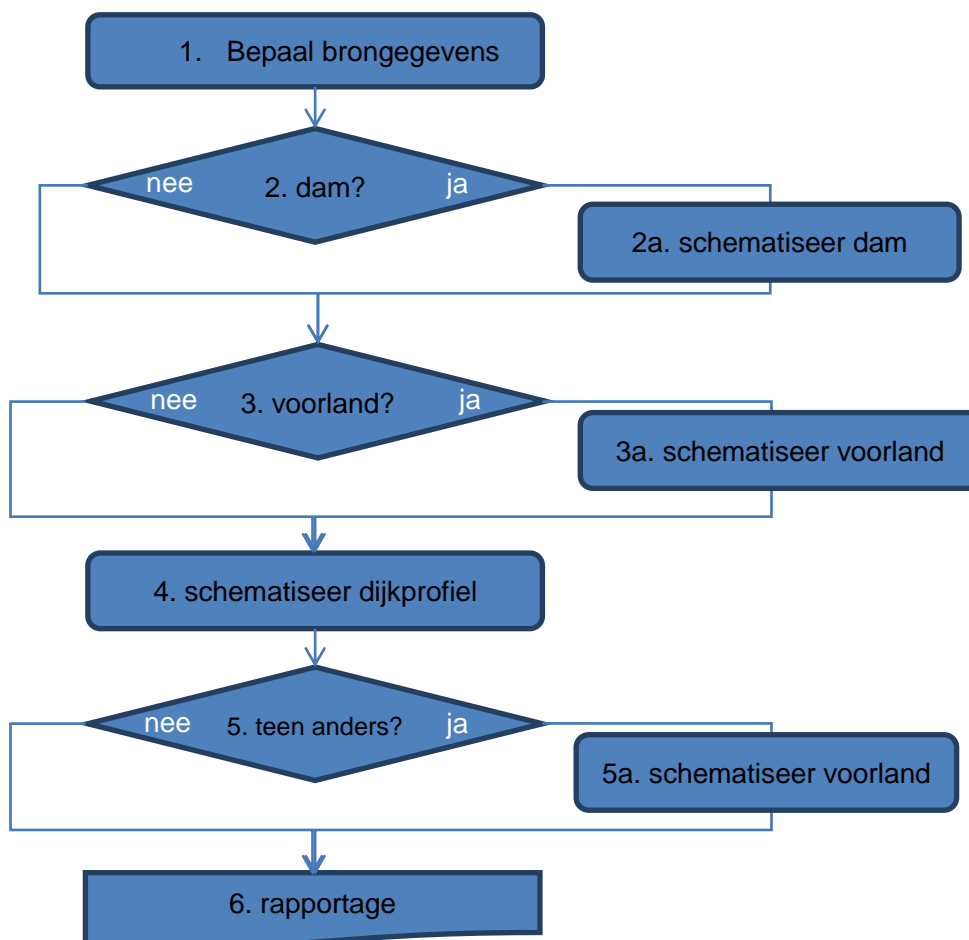 1. Bepaal brongegevens
nee 2. dam? ja
2a. schematiseer dam
nee 3. voorland? ja
3a. schematiseer voorland
4. schematiseer dijkprofiel
nee 5. teen anders? ja
5a. schematiseer voorland
6. rapportage